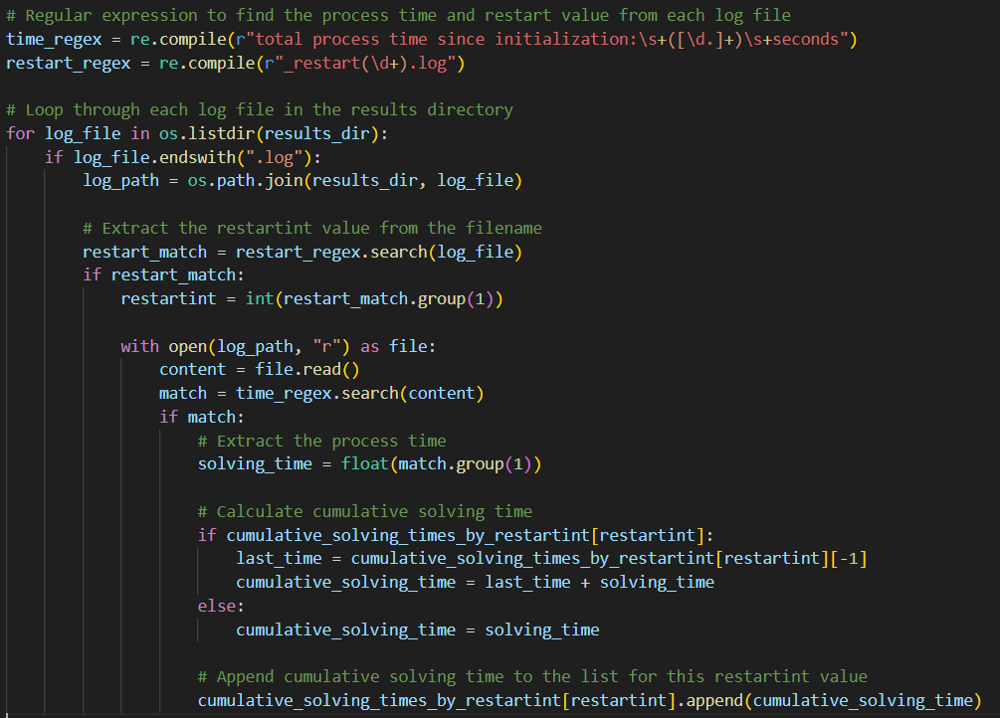 # Regular expression to find the process time and restart value from each log file
time_regex = re.compile(r"total process time since initialization:\s+([\d.]+)\s+seconds")
restart_regex = re.compile(r"_restart(\d+).log")

# Loop through each log file in the results directory
for log_file in os.listdir(results_dir):
    if log_file.endswith(".log"):
        log_path = os.path.join(results_dir, log_file)

        # Extract the restartint value from the filename
        restart_match = restart_regex.search(log_file)
        if restart_match:
            restartint = int(restart_match.group(1))

            with open(log_path, "r") as file:
                content = file.read()
                match = time_regex.search(content)
                if match:
                    # Extract the process time
                    solving_time = float(match.group(1))

                    # Calculate cumulative solving time
                    if cumulative_solving_times_by_restartint[restartint]:
                        last_time = cumulative_solving_times_by_restartint[restartint][-1]
                        cumulative_solving_time = last_time + solving_time
                    else:
                        cumulative_solving_time = solving_time

                    # Append cumulative solving time to the list for this restartint value
                    cumulative_solving_times_by_restartint[restartint].append(cumulative_solving_time)